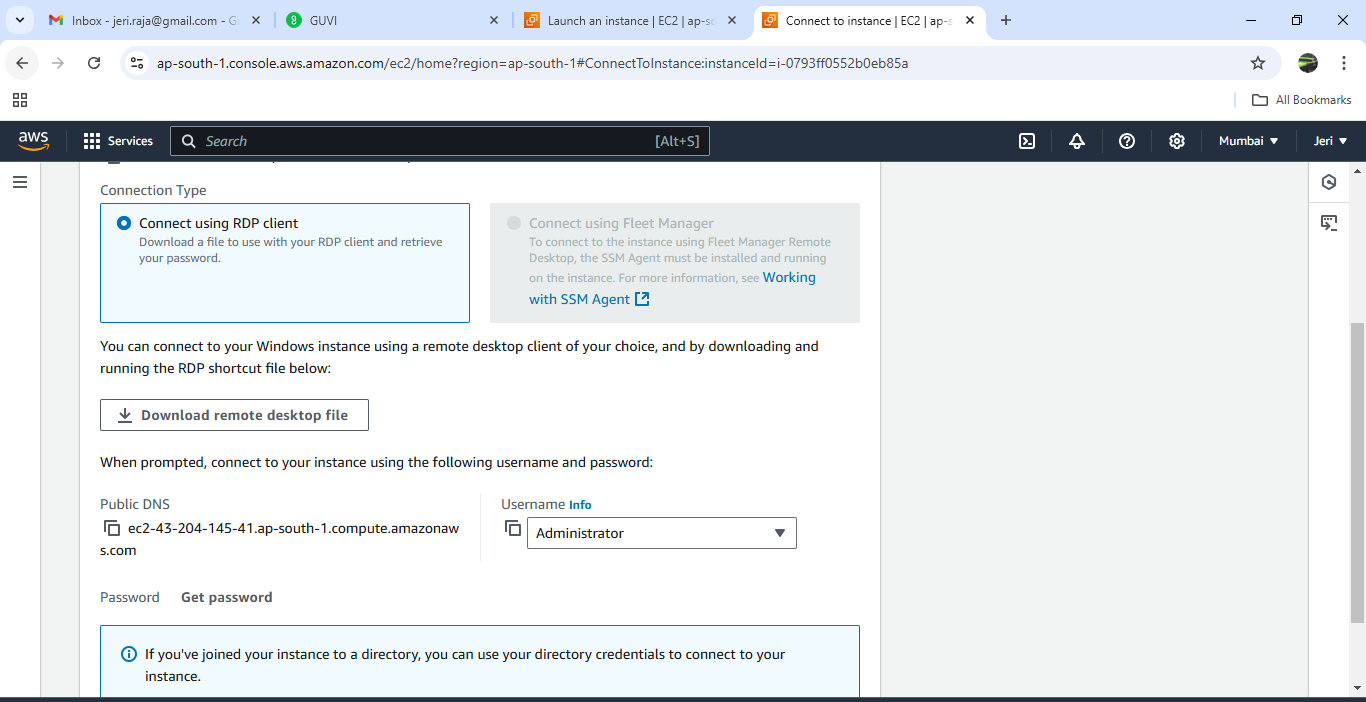 Inbox - jeri.raja@gmail.com - G
GUVI
Launch an instance | EC2 | ap-s
Connect to instance | EC2 | ap-s
ap-south-1.console.aws.amazon.com/ec2/home?region=ap-south-1#ConnectToInstance:instanceId=i-0793ff0552b0eb85a
All Bookmarks
aws
Services
Search
[Alt+S]
Mumbai
Jeri
Connection Type
Connect using RDP client
Download a file to use with your RDP client and retrieve
your password.
Connect using Fleet Manager
To connect to the instance using Fleet Manager Remote
Desktop, the SSM Agent must be installed and running
on the instance. For more information, see Working
with SSM Agent
You can connect to your Windows instance using a remote desktop client of your choice, and by downloading and
running the RDP shortcut file below:
Download remote desktop file
When prompted, connect to your instance using the following username and password:
Public DNS
ec2-43-204-145-41.ap-south-1.compute.amazonaw
s.com
Username Info
Administrator
Password Get password
If you've joined your instance to a directory, you can use your directory credentials to connect to your
instance.